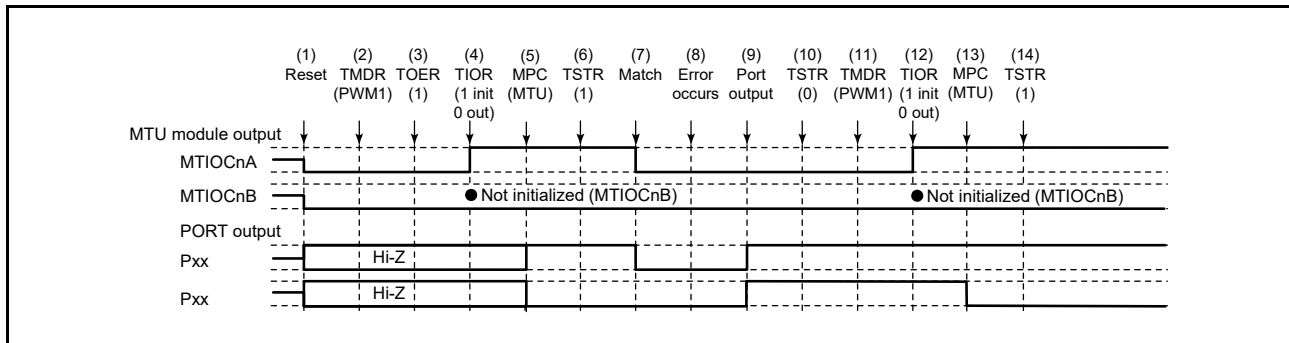 (1) (2) (3) (4) (5) (6) (7) (8) (9) (10) (11) (12) (13) (14)
Reset TMDR TOER TIOR MPC TSTR Match Error Port TSTR TMDR TIOR MPC TSTR
(PWM1) (1) (1 init (MTU) (1) occurs output (0) (PWM1) (1 init (MTU) (1)
0 out) 0 out)
MTU module output
MTIOCnA
MTIOCnB ● Not initialized (MTIOCnB) ● Not initialized (MTIOCnB)
PORT output
Pxx Hi-Z
Pxx Hi-Z